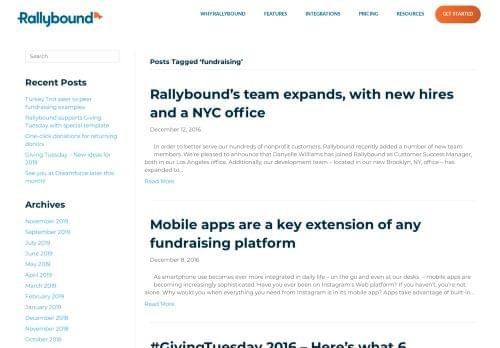 Rallybound
WHY RALLYBOUND
FEATURES
INTEGRATIONS
PRICING
RESOURCES
GET STARTED
Search
Recent Posts
Turkey Trot peer to peer
fundraising examples
Rallybound supports Giving
Tuesday with special template
One-click donations for returning
donors
Giving Tuesday – New ideas for
2019
See you at Dreamforce later this
month!
Archives
November 2019
September 2019
July 2019
June 2019
May 2019
April 2019
March 2019
February 2019
January 2019
December 2018
November 2018
October 2018
Posts Tagged ‘fundraising’
Rallybound’s team expands, with new hires
and a NYC office
December 12, 2016
In order to better serve our hundreds of nonprofit customers, Rallybound recently added a number of new team
members. We’re pleased to announce that Danyelle Williams has joined Rallybound as Customer Success Manager,
both in our Los Angeles office. Additionally, our development team – located in our new Brooklyn, NY, office – has
expanded to...
Read More
Mobile apps are a key extension of any
fundraising platform
December 8, 2016
As smartphone use becomes ever more integrated in daily life – on the go and even at our desks – mobile apps are
becoming increasingly sophisticated. Have you ever been on Instagram’s Web platform? If you haven’t, you’re not
alone. Why would you when everything you need from Instagram is in its mobile app? Apps take advantage of built-in...
Read More
#GivingTuesday 2016 – Here’s what 6